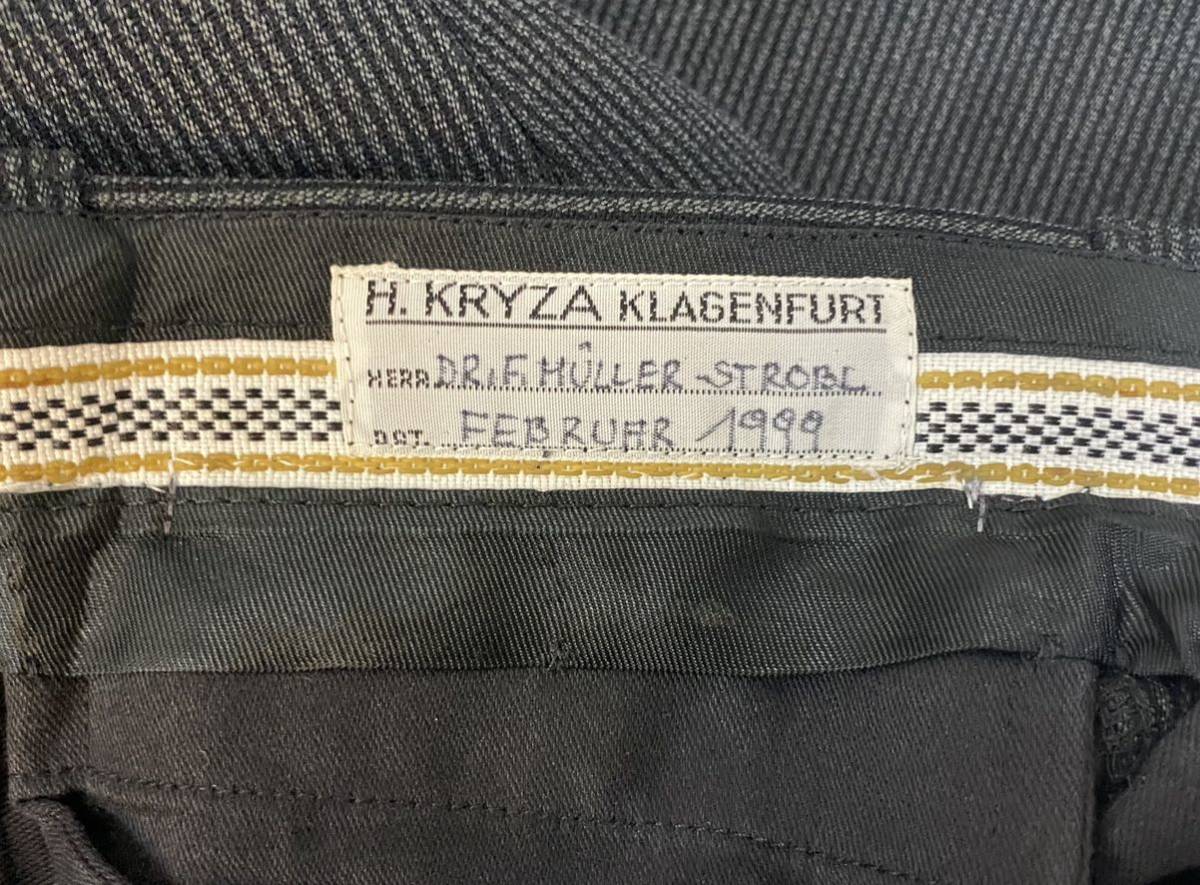 H. KRYZA KLAGENFURT
HERR DR. F. MÜLLER-STROBL
DAT. FEBRUAR 1999